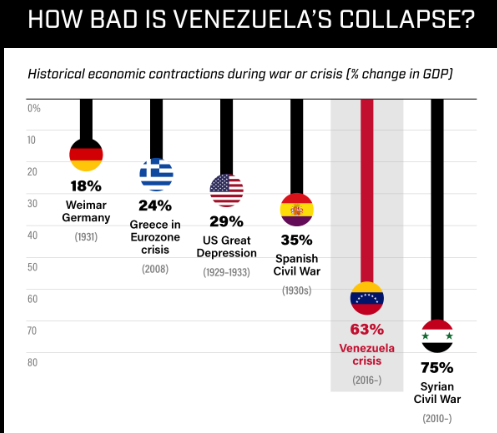 HOW BAD IS VENEZUELA'S COLLAPSE?
Historical economic contractions during war or crisis (% change in GDP)
0%
10
20
30
40
50
60
70
80
18%
Weimar
Germany
(1931)
24%
Greece in
Eurozone
crisis
(2008)
29%
US Great
Depression
(1929-1933)
35%
Spanish
Civil War
(1930s)
63%
Venezuela
crisis
(2016-)
75%
Syrian
Civil War
(2010-)